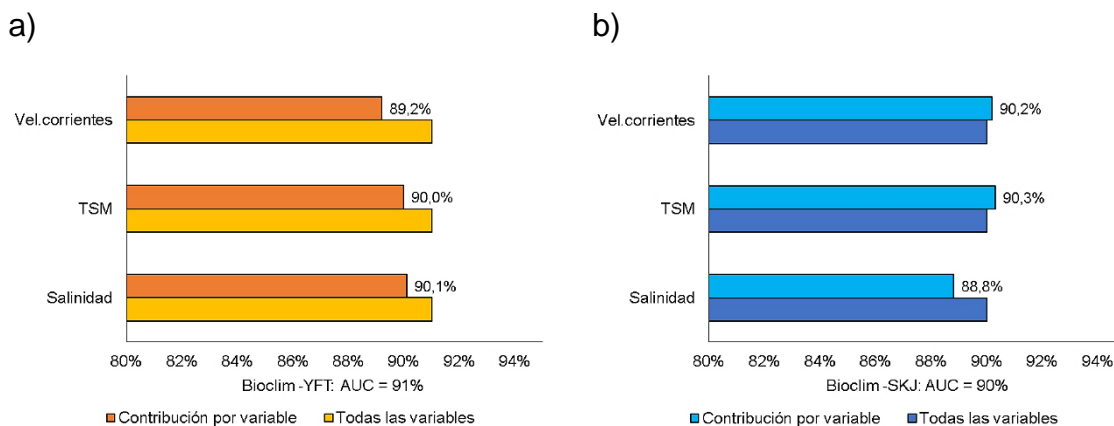 a)
Vel.corrientes
89,2%
TSM
90,0%
Salinidad
90,1%
80% 82% 84% 86% 88% 90% 92% 94%
Bioclim -YFT: AUC = 91%
Contribución por variable Todas las variables
b)
Vel.corrientes
90,2%
TSM
90,3%
Salinidad
88,8%
80% 82% 84% 86% 88% 90% 92% 94%
Bioclim -SKJ: AUC = 90%
Contribución por variable Todas las variables